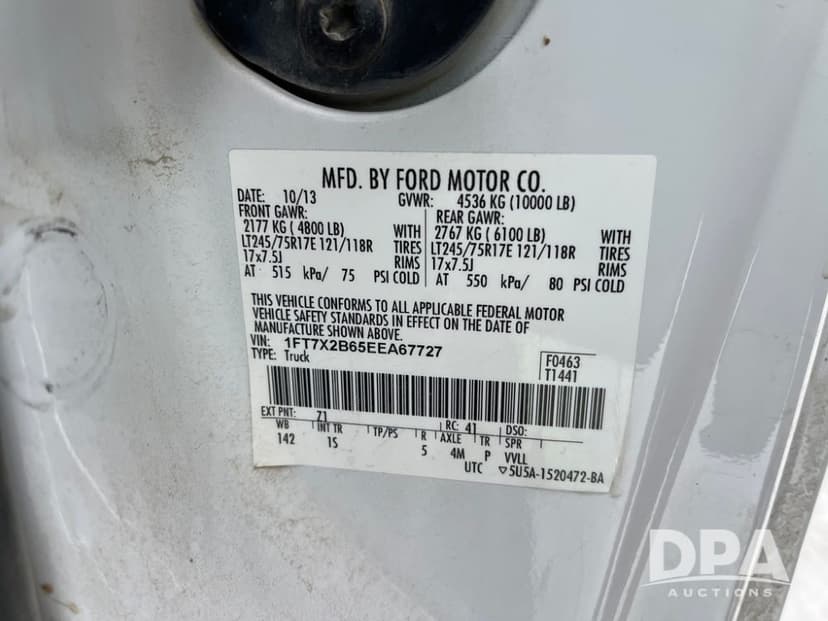 MFD. BY FORD MOTOR CO.
DATE: 10/13 GVWR: 4536 KG (10000 LB)
FRONT GAWR: REAR GAWR:
2177 KG ( 4800 LB) WITH 2767 KG ( 6100 LB) WITH
LT245/75R17E 121/118R TIRES LT245/75R17E 121/118R TIRES
17x7.5J RIMS 17x7.5J RIMS
AT 515 kPa/ 75 PSI COLD AT 550 kPa/ 80 PSI COLD
THIS VEHICLE CONFORMS TO ALL APPLICABLE FEDERAL MOTOR
VEHICLE SAFETY STANDARDS IN EFFECT ON THE DATE OF
MANUFACTURE SHOWN ABOVE.
VIN: 1FT7X2B65EEA67727
TYPE: Truck
F0463
T1441
EXT PNT: Z1 RC: 41 DSO:
WB INT TR TP/PS R AXLE TR SPR
142 1S 5 4M P VVLL
UTC ▽5U5A-1520472-BA
DPA
AUCTIONS